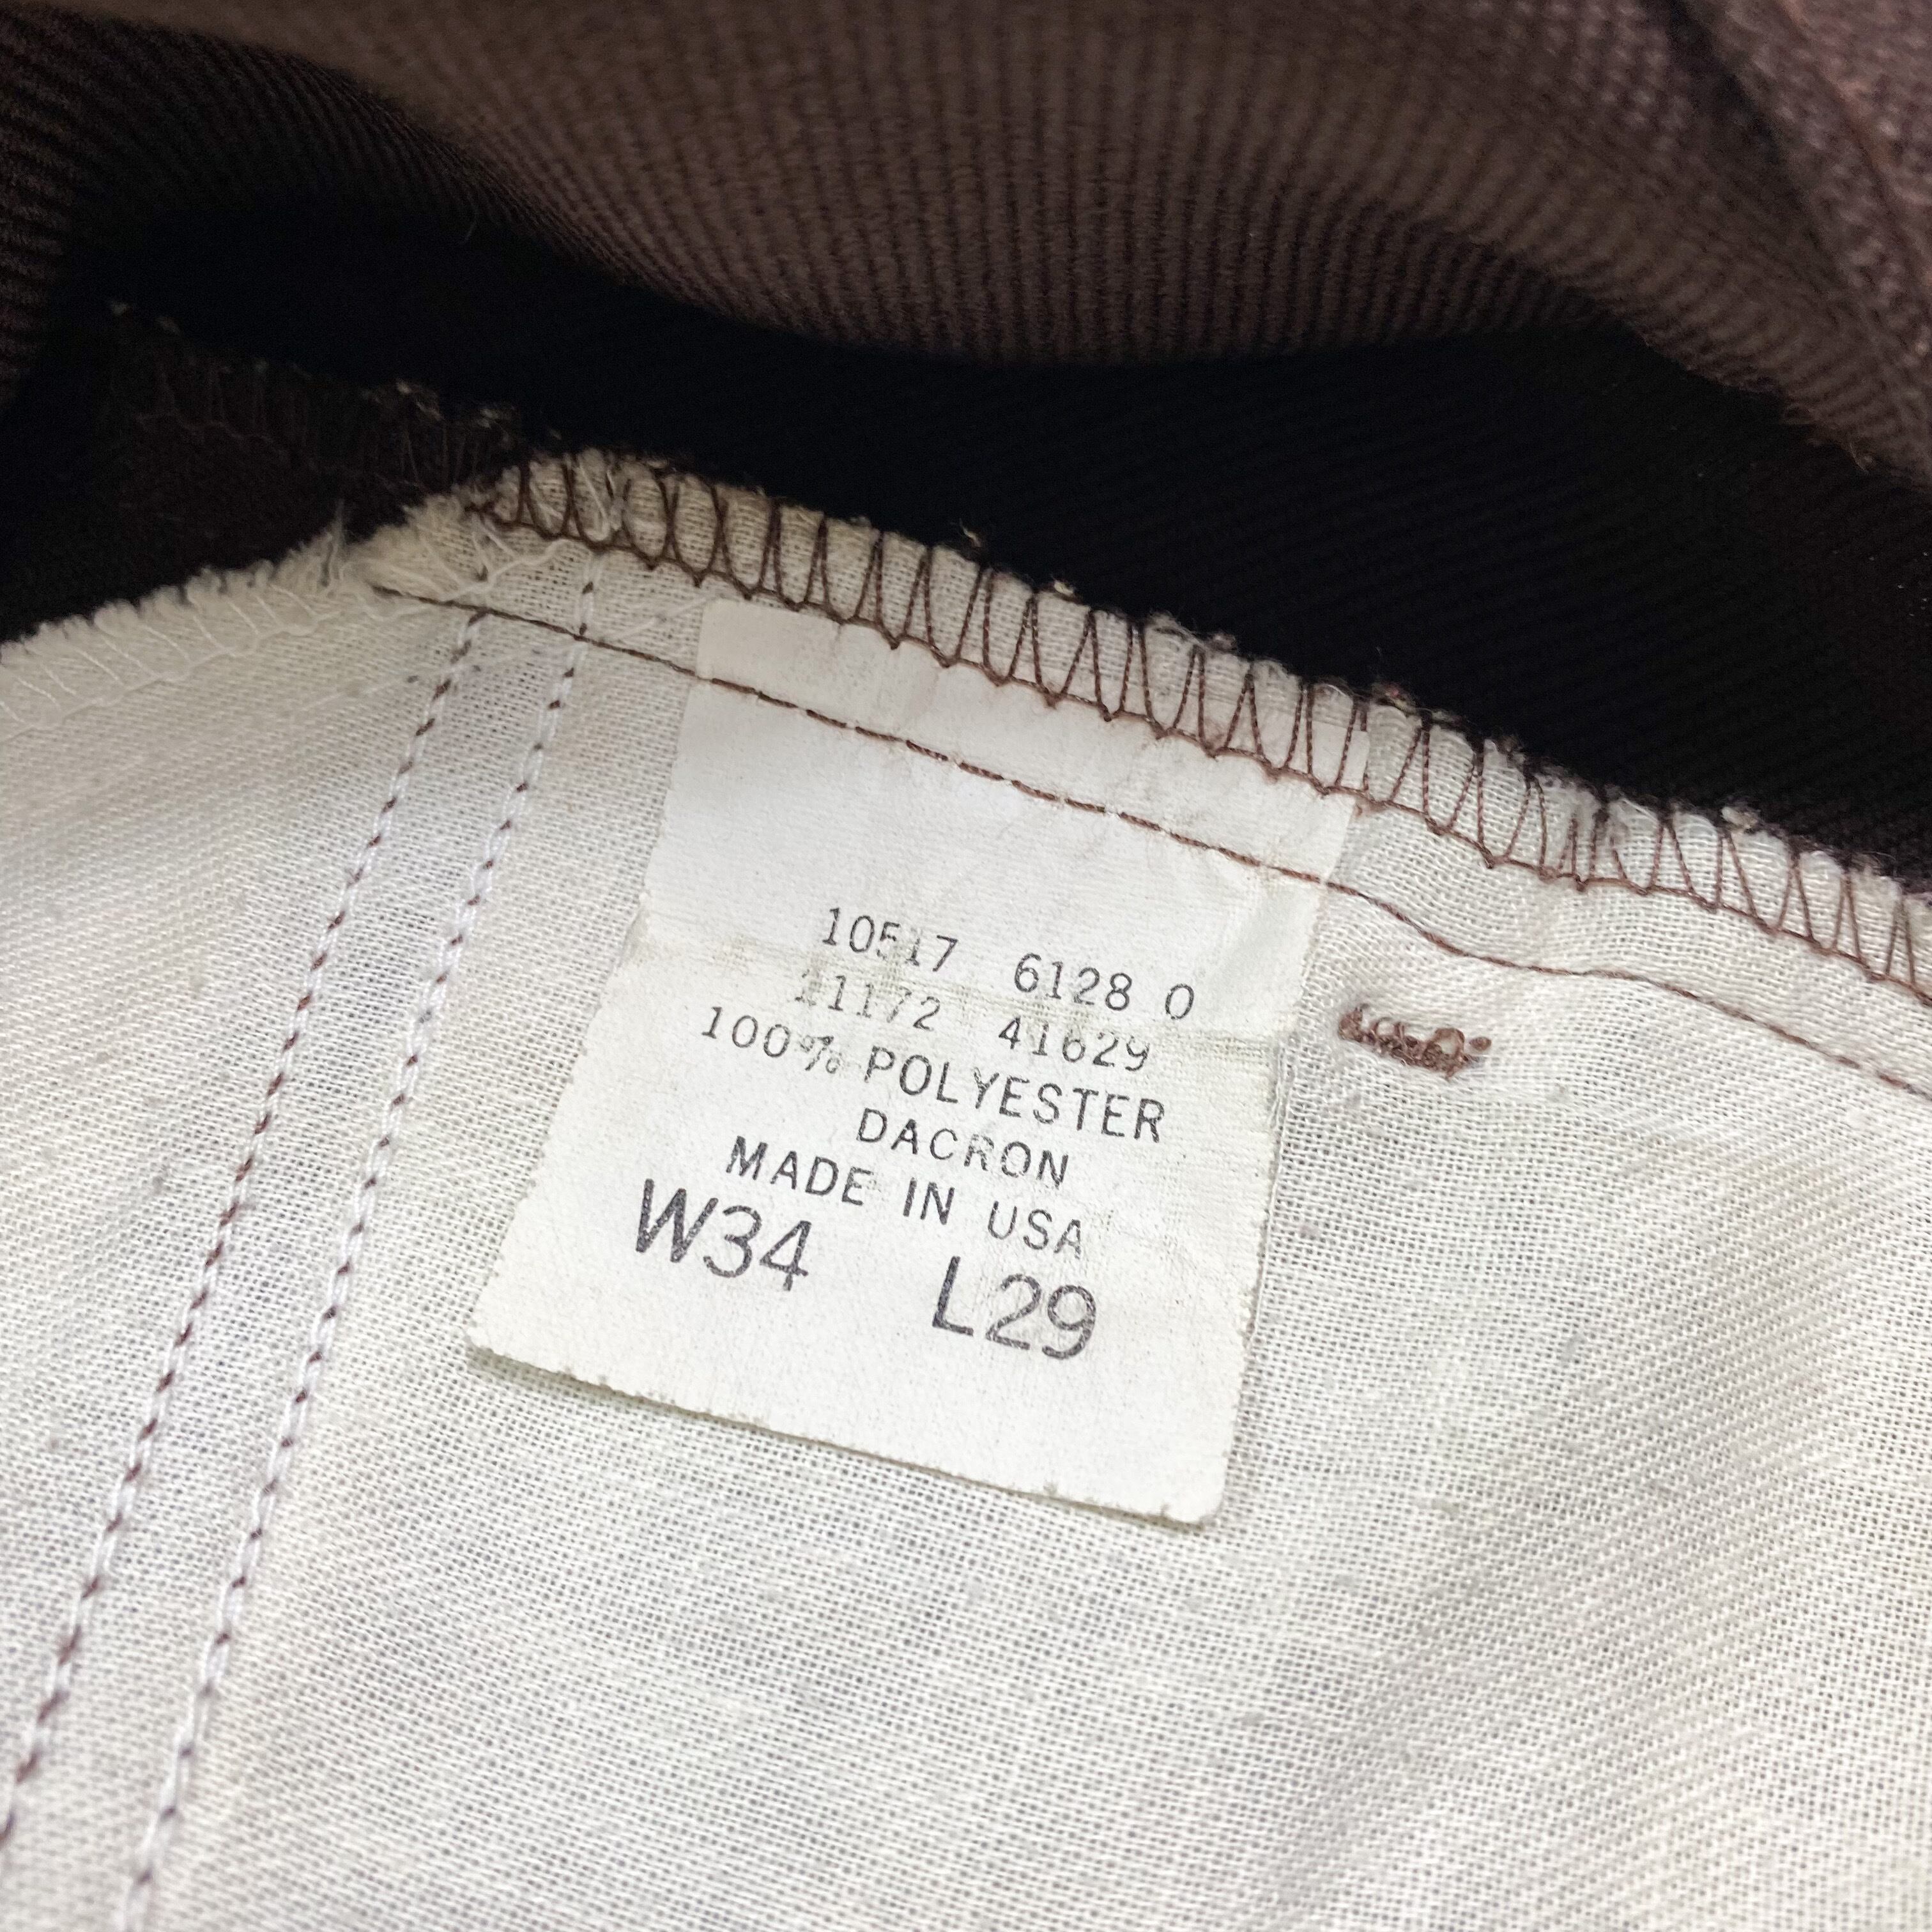 10517 6128 0
21172 41629
100% POLYESTER
DACRON
MADE IN USA
W34 L29